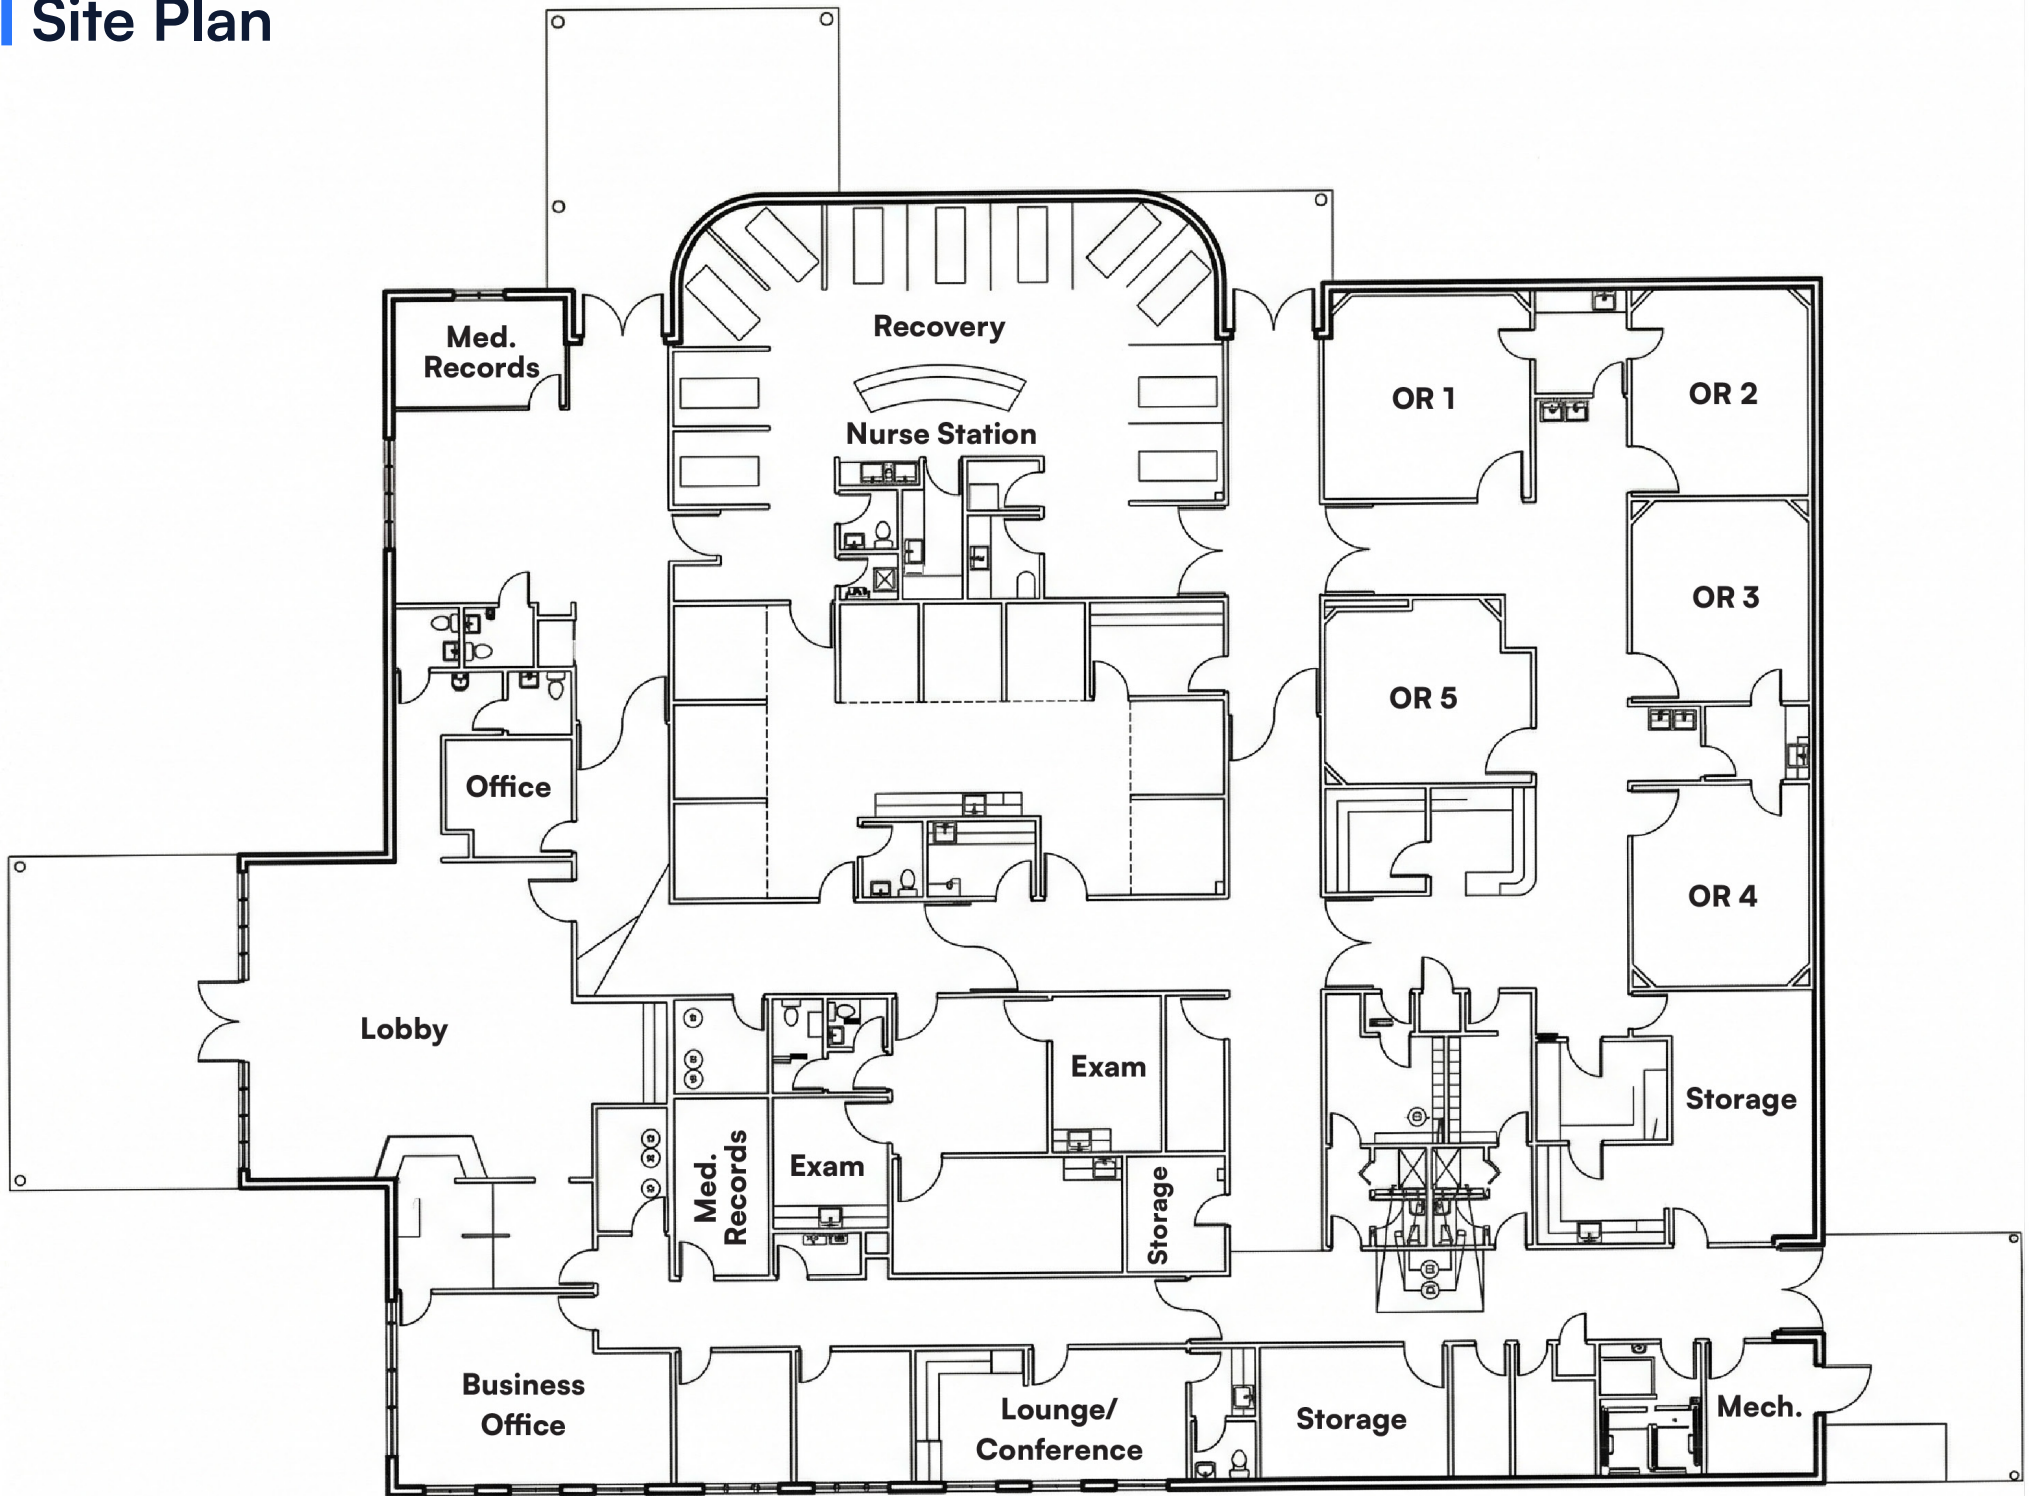 Site Plan
Med.
Records
Recovery
Nurse Station
OR 1
OR 2
OR 3
OR 5
Office
OR 4
Lobby
Exam
Storage
Med.
Records
Exam
Storage
Business
Office
Lounge/
Conference
Storage
Mech.